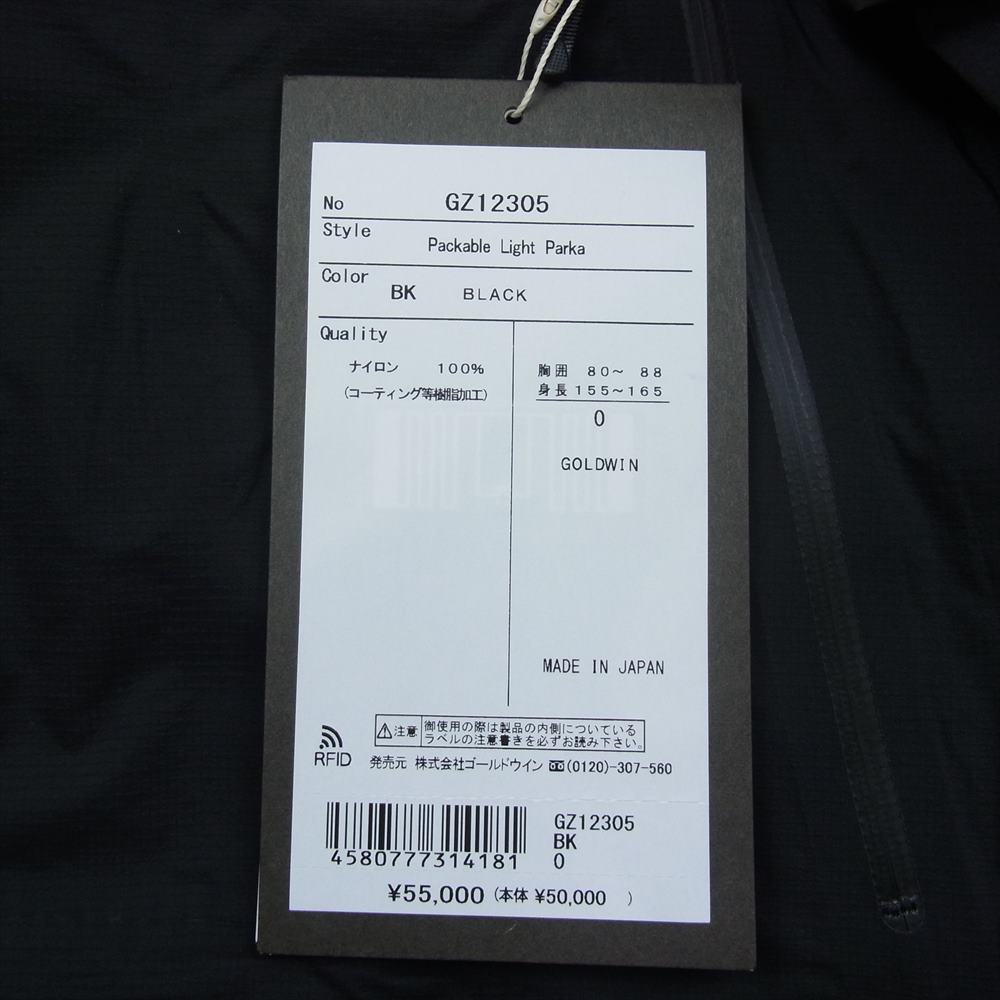 No GZ12305
Style
Packable Light Parka
Color
BK BLACK
Quality
ナイロン 100%
(コーティング等樹脂加工)
胸囲 80～ 88
身長 155～165
0
GOLDWIN
MADE IN JAPAN
⚠注意 御使用の際は製品の内側についている
ラベルの注意書きを必ずお読み下さい。
RFID
発売元 株式会社ゴールドウイン (0120)-307-560
4580777314181
GZ12305
BK
0
¥55,000 (本体 ¥50,000 )